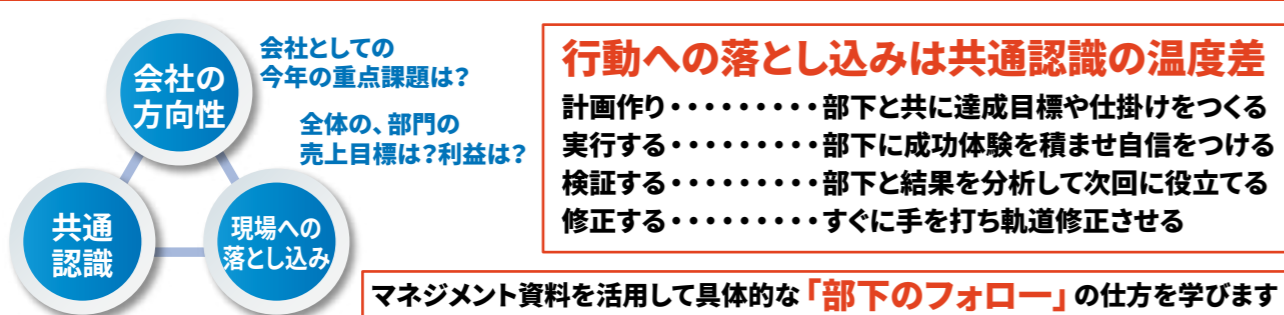 会社の
方向性
会社としての
今年の重点課題は?
全体の、部門の
売上目標は?利益は?
共通
認識
現場への
落とし込み
行動への落とし込みは共通認識の温度差
計画作り・・・・・・・・・部下と共に達成目標や仕掛けをつくる
実行する・・・・・・・・・部下に成功体験を積ませ自信をつける
検証する・・・・・・・・・部下と結果を分析して次回に役立てる
修正する・・・・・・・・・すぐに手を打ち軌道修正させる
マネジメント資料を活用して具体的な「部下のフォロー」の仕方を学びます